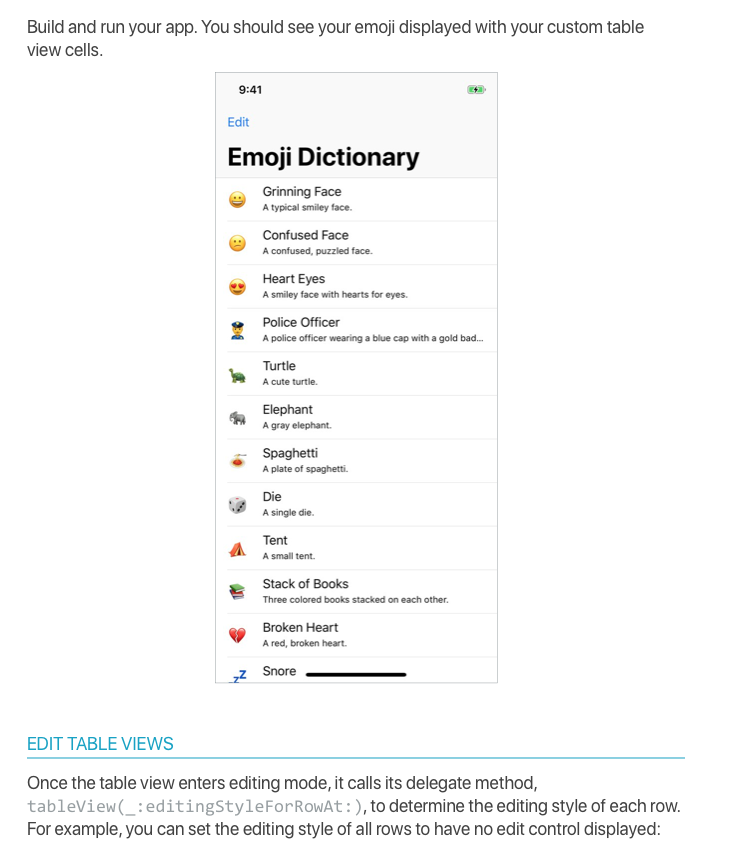 Build and run your app. You should see your emoji displayed with your custom table
view cells.
9:41
Edit
Emoji Dictionary
Grinning Face
A typical smiley face.
Confused Face
A confused, puzzled face.
Heart Eyes
A smiley face with hearts for eyes.
Police Officer
A police officer wearing a blue cap with a gold bad...
Turtle
A cute turtle.
Elephant
A gray elephant.
Spaghetti
A plate of spaghetti.
Die
A single die.
Tent
A small tent.
Stack of Books
Three colored books stacked on each other.
Broken Heart
A red, broken heart.
Snore
EDIT TABLE VIEWS
Once the table view enters editing mode, it calls its delegate method,
tableView(_:editingStyleForRowAt:), to determine the editing style of each row.
For example, you can set the editing style of all rows to have no edit control displayed: